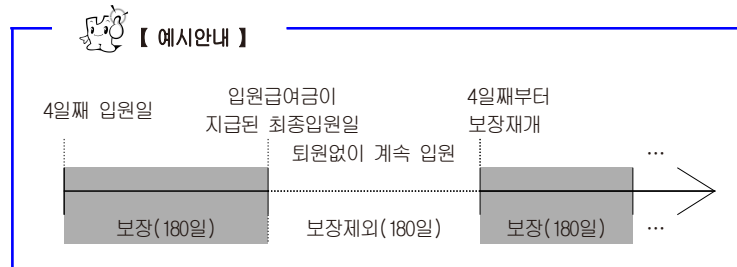 【 예시안내 】
4일째 입원일
입원급여금이
지급된 최종입원일
4일째부터
보장재개
퇴원없이 계속 입원
…
보장(180일)
보장제외(180일)
보장(180일)
…